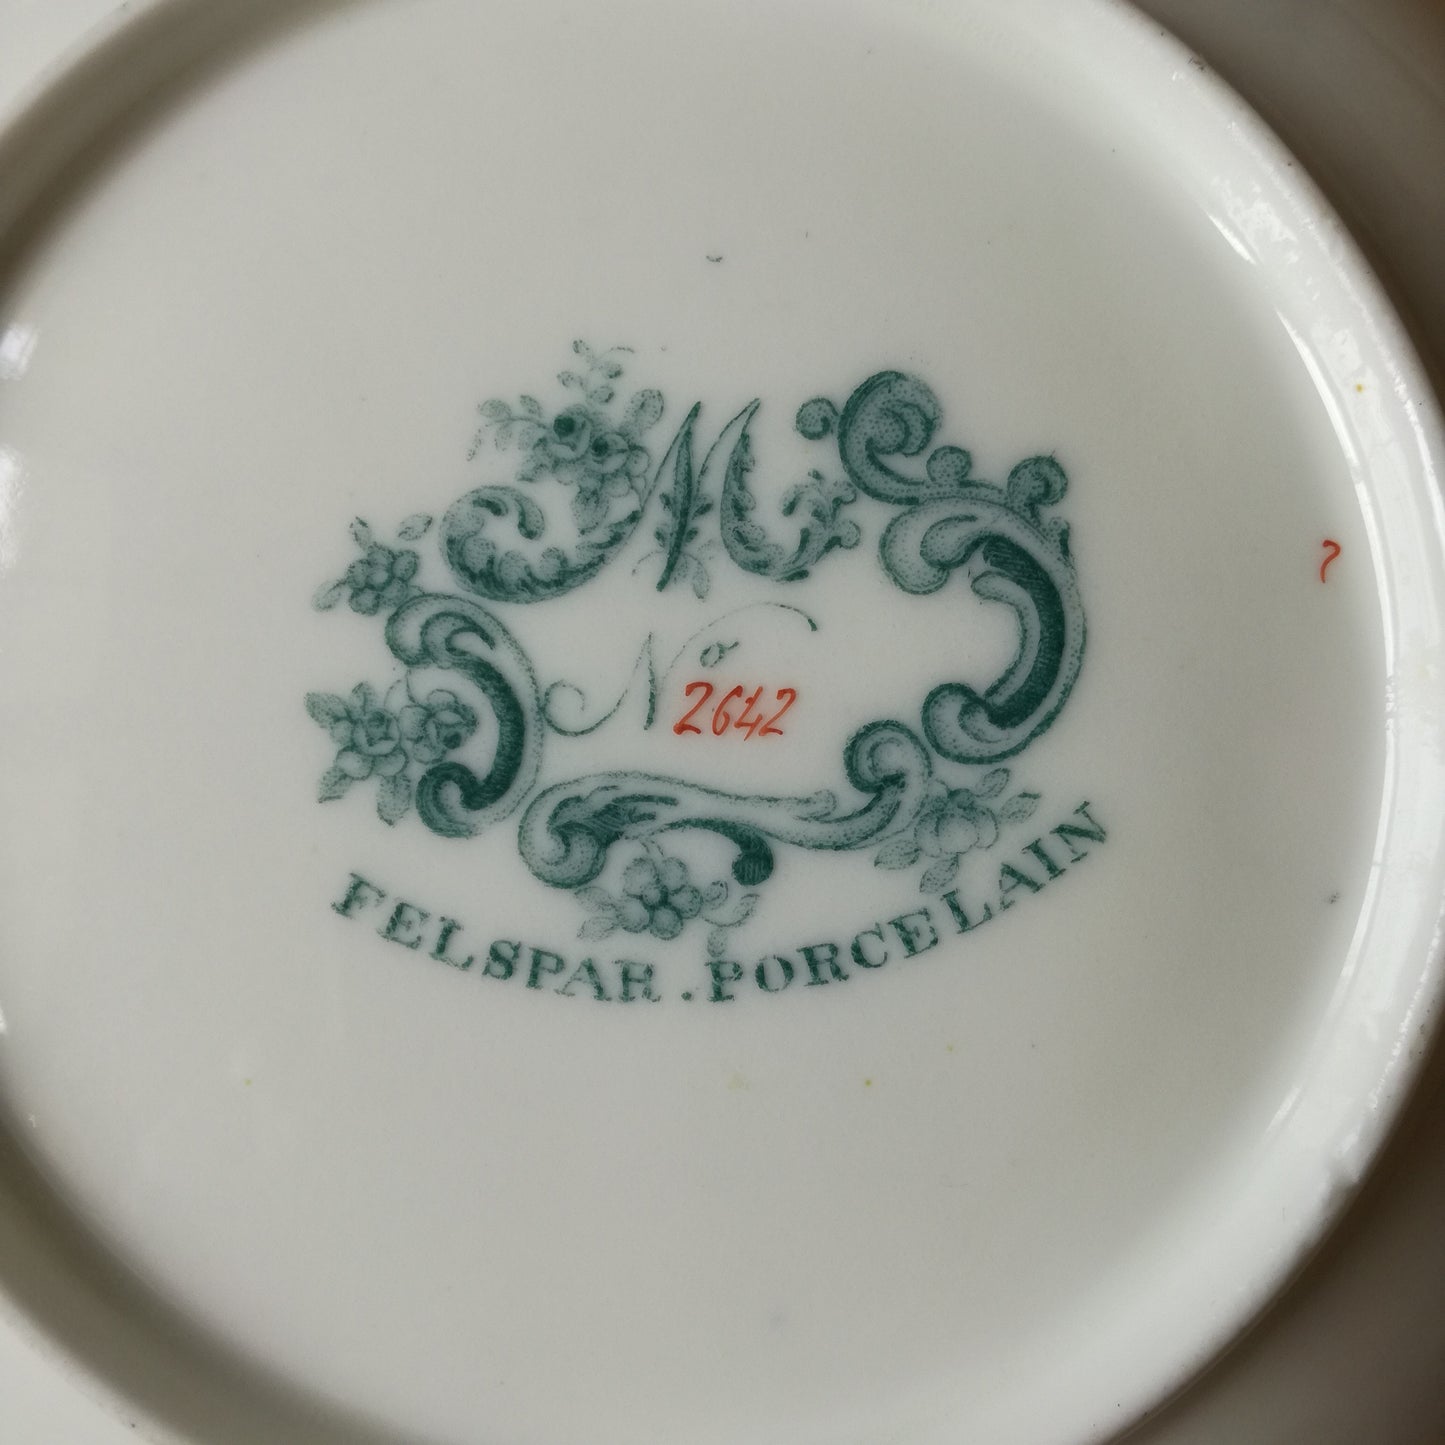 M
No 2642
FELSPAR . PORCELAIN
?